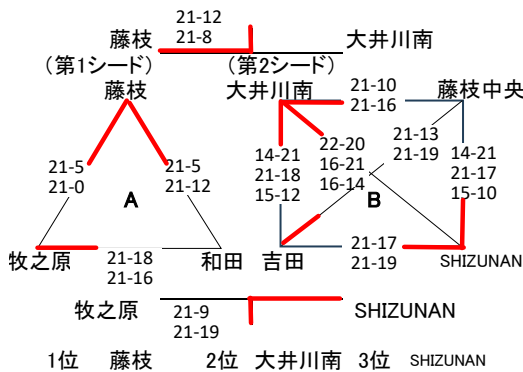 21-12
藤枝 21-8 大井川南
(第1シード) (第2シード)
藤枝 大井川南 21-10 藤枝中央
21-16
22-20 21-13
21-5 21-5 14-21 16-21 21-19 14-21
21-0 21-12 21-18 16-14 21-17
A 15-12 B 15-10
21-18 21-17
牧之原 21-16 和田 吉田 21-19 SHIZUNAN
21-9
牧之原 21-19 SHIZUNAN
1位 藤枝 2位 大井川南 3位 SHIZUNAN